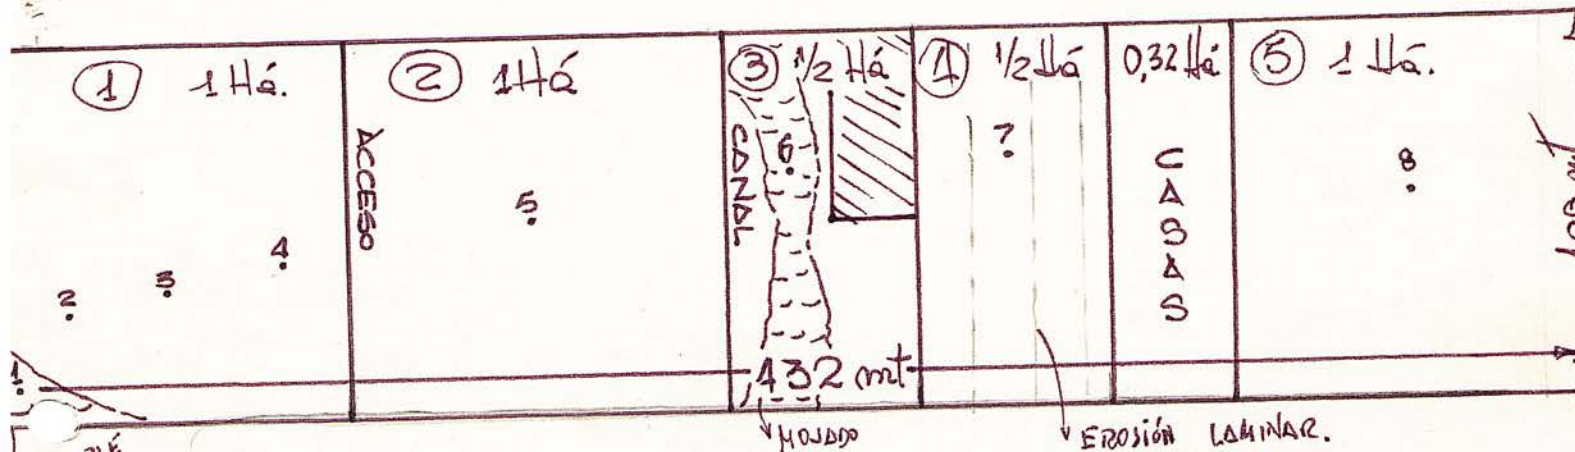 ① 1 Há.
② 1Há
③ 1/2 Há
④ 1/2 Há
0,32 Há
⑤ 1 Há.
ACCESO
CANAL
CASAS
1
2
3
4
5
6
7
8
432 mt
MOJADO
EROSIÓN LAMINAR.